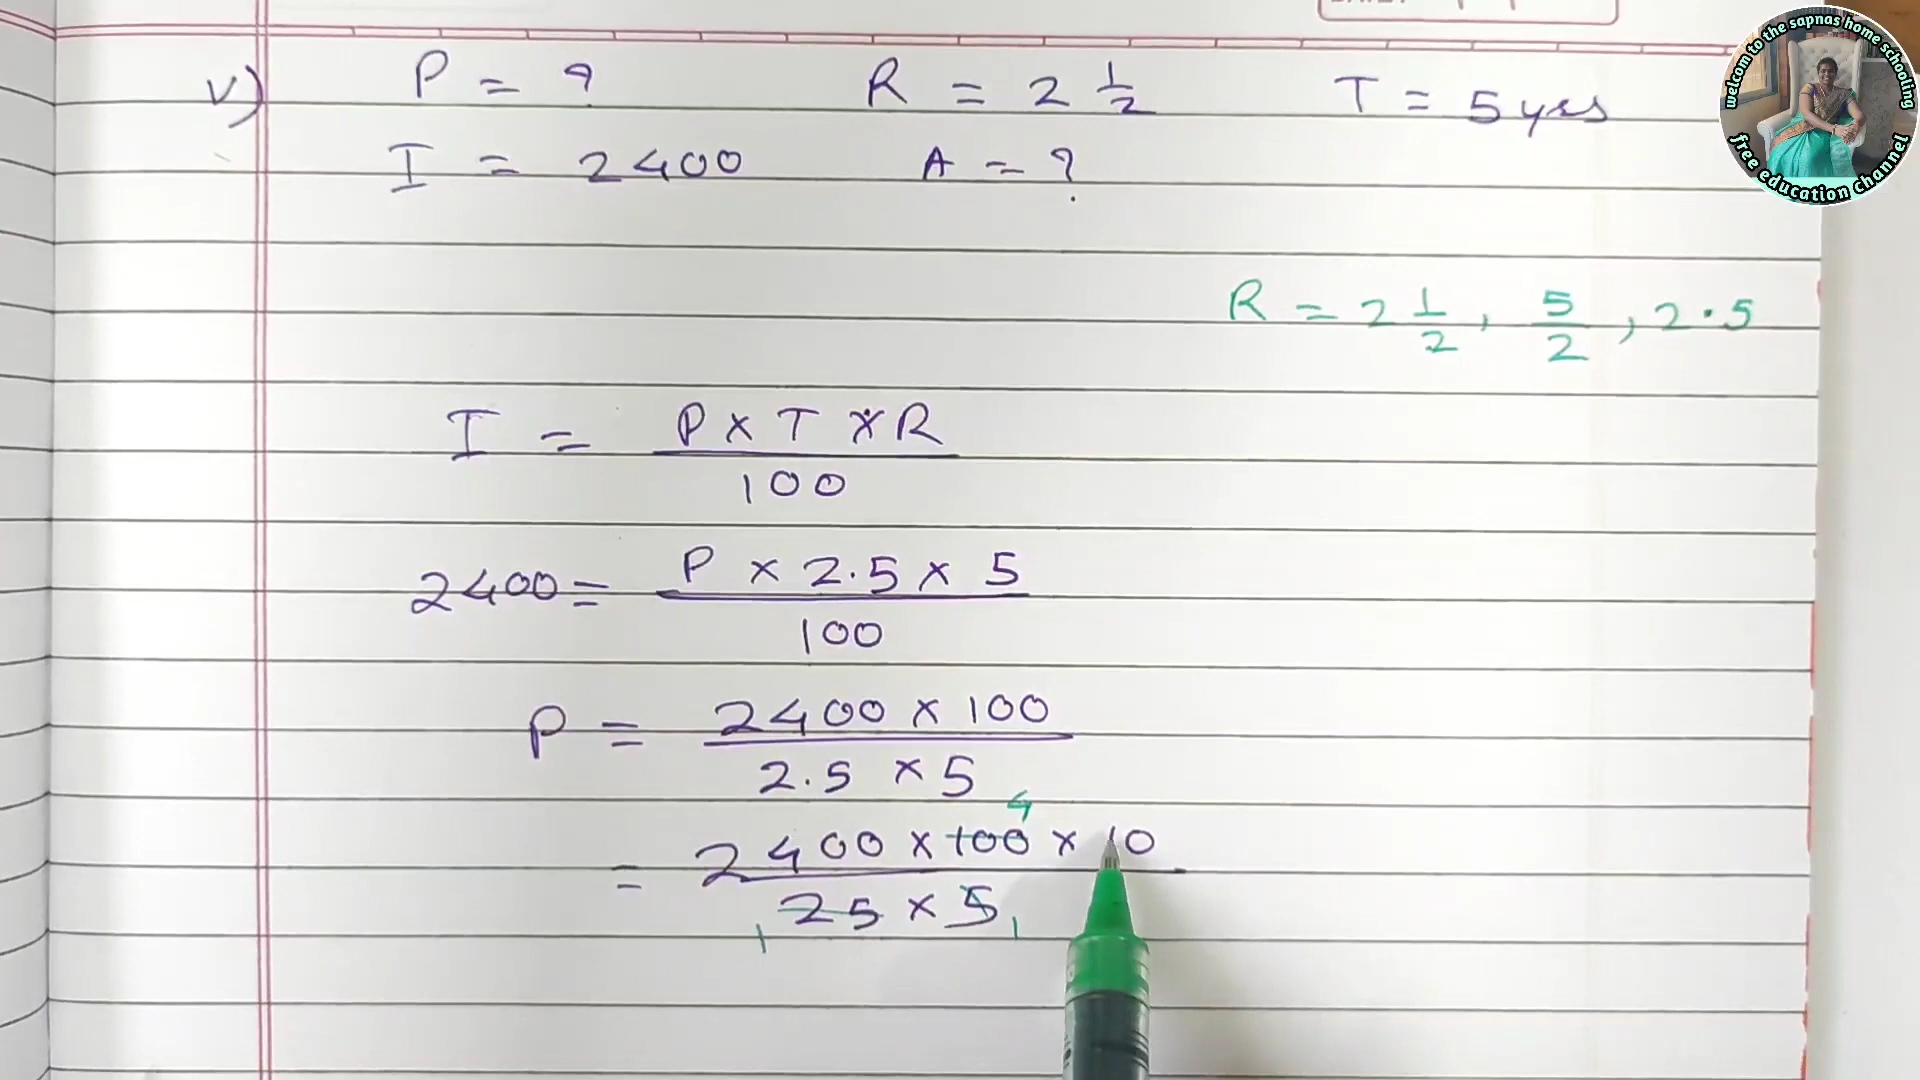 welcom to the sapnas home schooling
free education channel
v) P = ? R = 2 1/2 T = 5 yrs
I = 2400 A = ?
R = 2 1/2, 5/2, 2.5
I = P x T x R
100
2400 = P x 2.5 x 5
100
P = 2400 x 100
2.5 x 5
4
= 2400 x 100 x 10
25 x 5
1 1